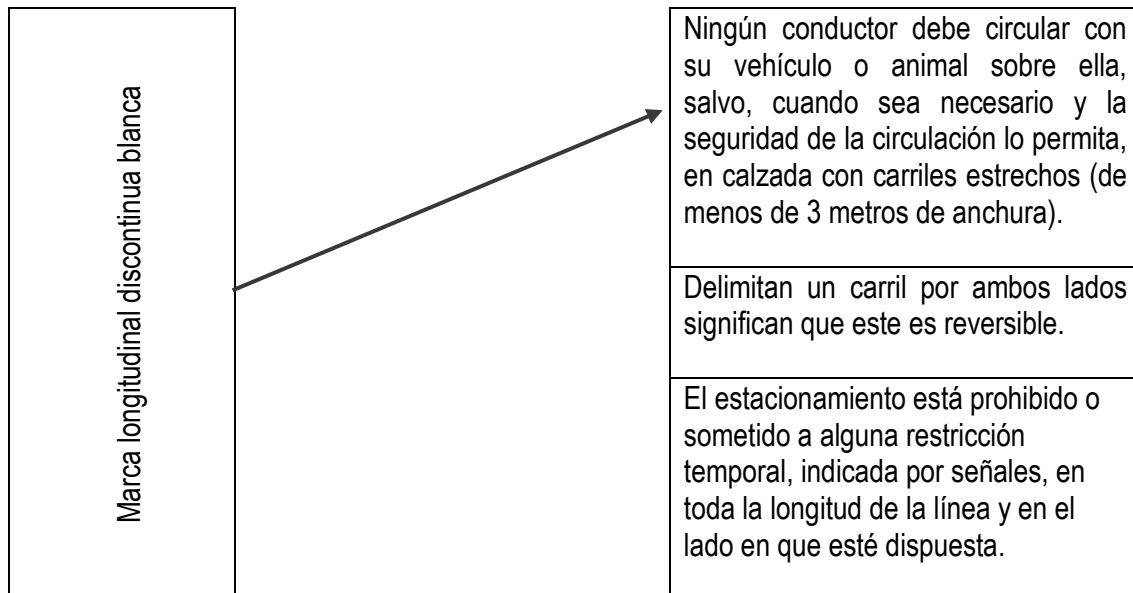 Marca longitudinal discontinua blanca
Ningún conductor debe circular con
su vehículo o animal sobre ella,
salvo, cuando sea necesario y la
seguridad de la circulación lo permita,
en calzada con carriles estrechos (de
menos de 3 metros de anchura).
Delimitan un carril por ambos lados
significan que este es reversible.
El estacionamiento está prohibido o
sometido a alguna restricción
temporal, indicada por señales, en
toda la longitud de la línea y en el
lado en que esté dispuesta.